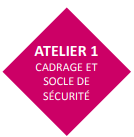 ATELIER 1
CADRAGE ET
SOCLE DE
SÉCURITÉ